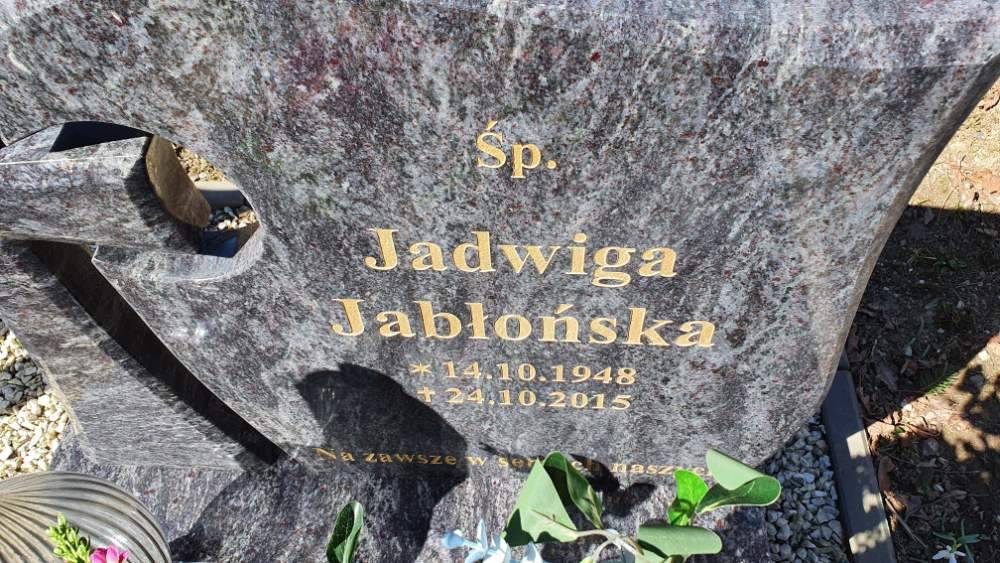 Śp.
Jadwiga
Jabłońska
* 14.10.1948
✝ 24.10.2015
Na zawsze w